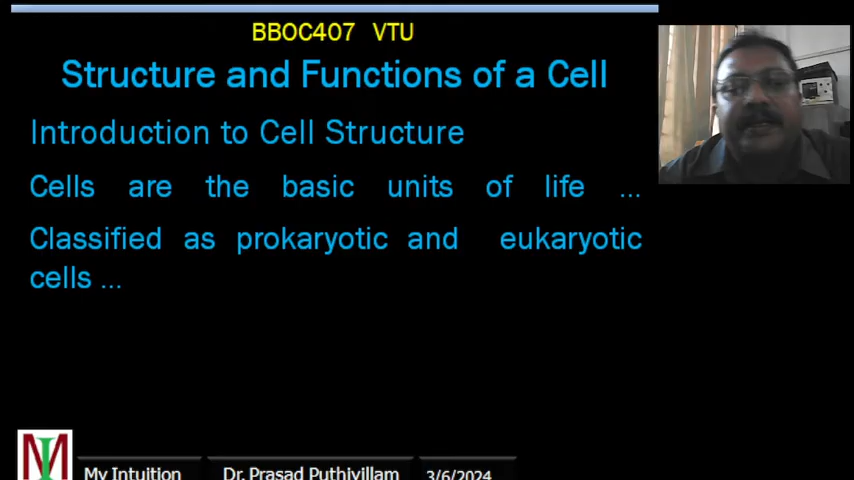 BBOC407 VTU
Structure and Functions of a Cell
Introduction to Cell Structure
Cells are the basic units of life ...
Classified as prokaryotic and eukaryotic
cells ...
MI
My Intuition
Dr. Prasad Puthiyillam
3/6/2024